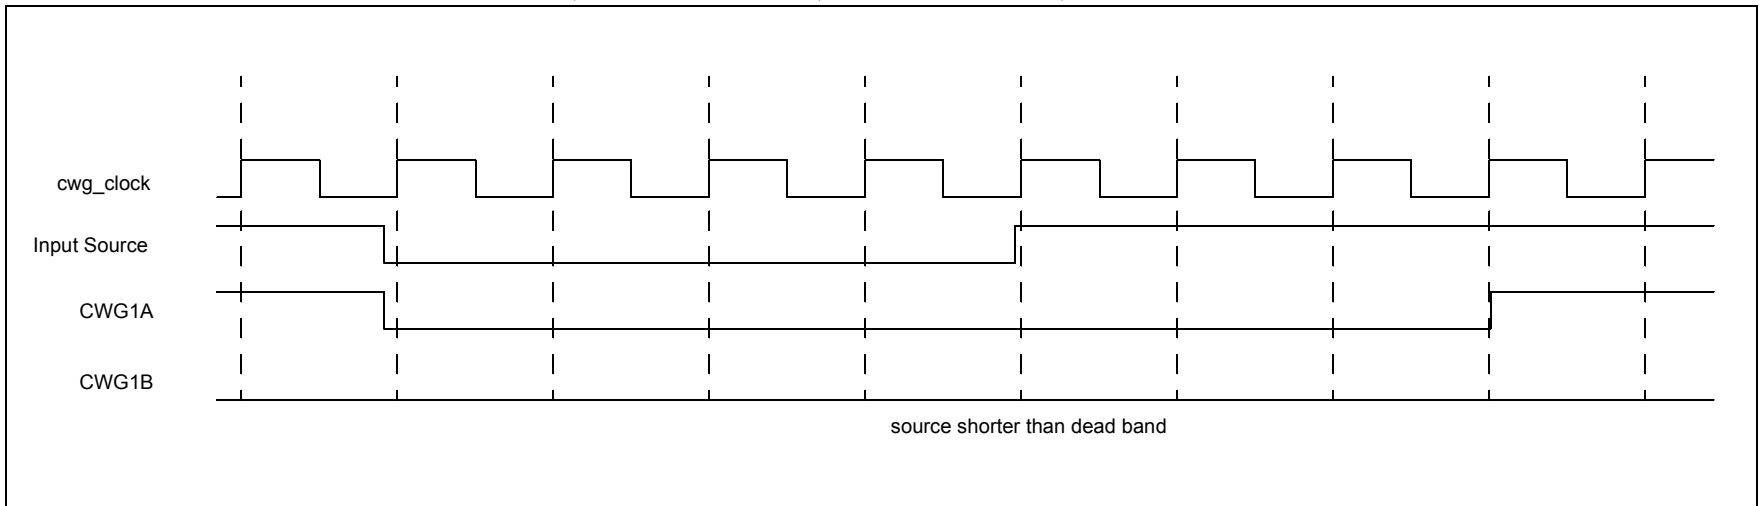 cwg_clock
Input Source
CWG1A
CWG1B
source shorter than dead band